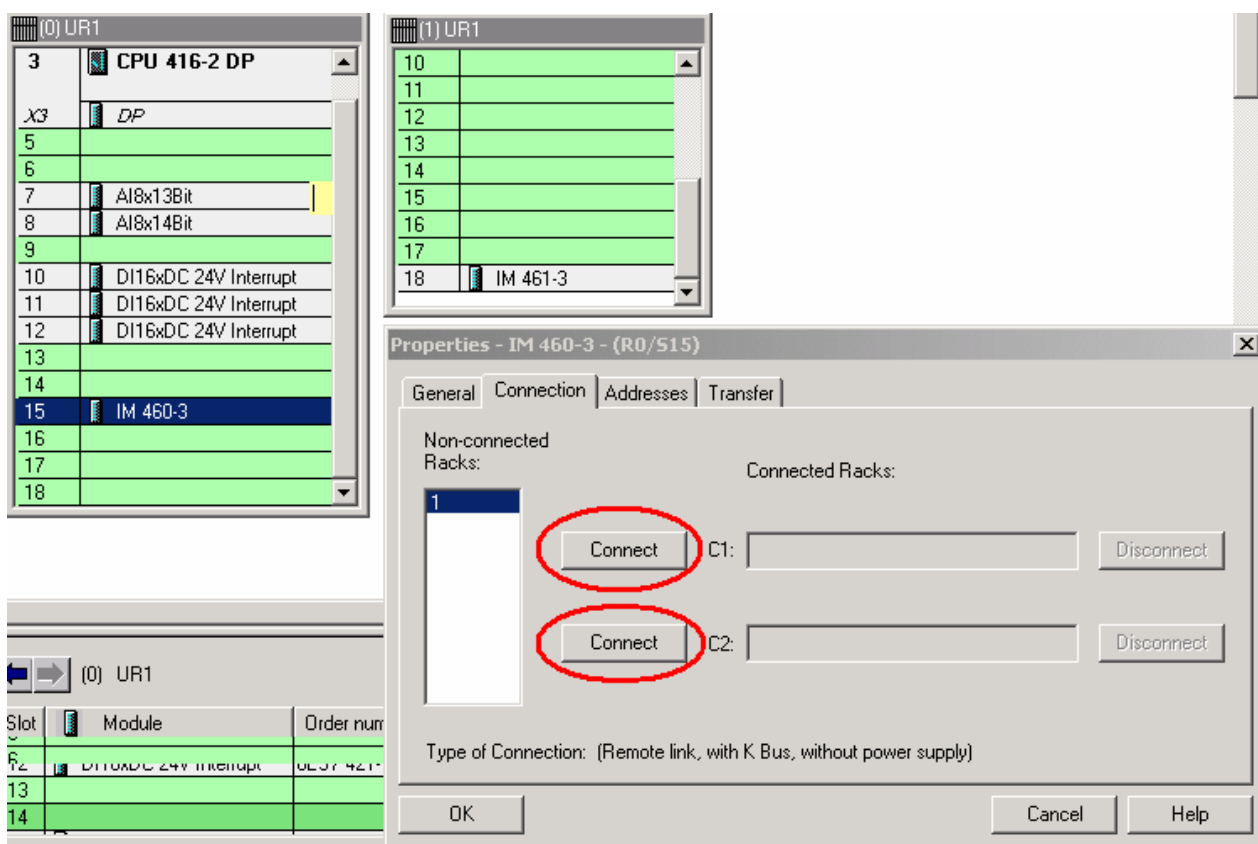 (0) UR1
3 CPU 416-2 DP
X3 DP
5
6
7 AI8x13Bit
8 AI8x14Bit
9
10 DI16xDC 24V Interrupt
11 DI16xDC 24V Interrupt
12 DI16xDC 24V Interrupt
13
14
15 IM 460-3
16
17
18
(1) UR1
10
11
12
13
14
15
16
17
18 IM 461-3
Properties - IM 460-3 - (R0/S15)
General Connection Addresses Transfer
Non-connected
Racks:
Connected Racks:
1
Connect C1: Disconnect
Connect C2: Disconnect
Type of Connection: (Remote link, with K Bus, without power supply)
OK Cancel Help
(0) UR1
Slot Module Order num
13
14